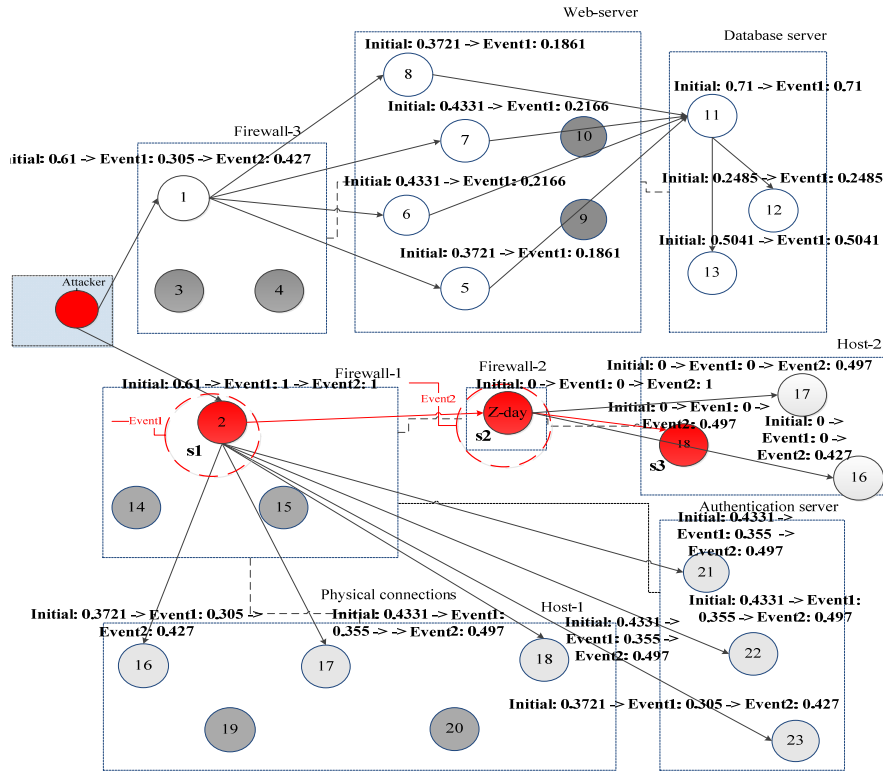 Web-server
Database server
Initial: 0.3721 -> Event1: 0.1861
8
Initial: 0.71 -> Event1: 0.71
11
Initial: 0.4331 -> Event1: 0.2166
7
10
Firewall-3
nitial: 0.61 -> Event1: 0.305 -> Event2: 0.427
1
Initial: 0.4331 -> Event1: 0.2166
6
9
Initial: 0.2485 -> Event1: 0.2485
12
Initial: 0.3721 -> Event1: 0.1861
5
Initial: 0.5041 -> Event1: 0.5041
13
3
4
Attacker
Host-2
Firewall-1
Firewall-2
Initial: 0 -> Event1: 0 -> Event2: 0.497
17
Initial: 0.61 -> Event1: 1 -> Event2: 1
Initial: 0 -> Event1: 0 -> Event2: 1
Event1
2
s1
Event2
Z-day
s2
Initial: 0 -> Even1: 0 ->
Event2: 0.497
18
s3
Initial: 0
->
Event1: 0
->
Event2:
0.427
16
14
15
Authentication server
Initial: 0.4331 ->
Event1: 0.355
->
Event2: 0.497
21
Physical connections
Host-1
Initial: 0.3721 -> Event1: 0.305 ->
Event2: 0.427
16
Initial: 0.4331 -> Event1:
0.355-> -> Event2: 0.497
17
Initial: 0.4331 ->
Event1: 0.355
->
Event2: 0.497
18
Initial: 0.4331 -> Event1:
0.355-> Event2: 0.497
22
19
20
Initial: 0.3721 -> Event1: 0.305 -> Event2: 0.427
23